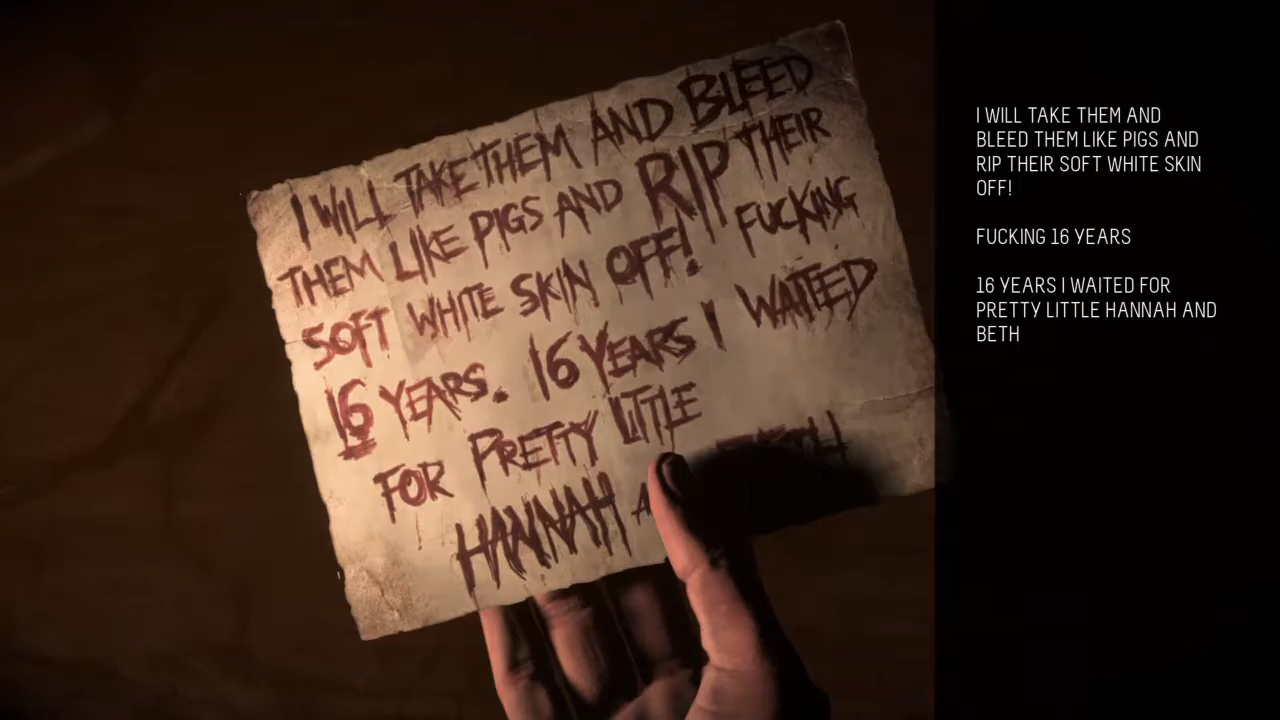 I WILL TAKE THEM AND BLEED
THEM LIKE PIGS AND RIP THEIR
SOFT WHITE SKIN OFF! FUCKING
16 YEARS. 16 YEARS I WAITED
FOR PRETTY LITTLE
HANNAH A BETH
I WILL TAKE THEM AND
BLEED THEM LIKE PIGS AND
RIP THEIR SOFT WHITE SKIN
OFF!
FUCKING 16 YEARS
16 YEARS I WAITED FOR
PRETTY LITTLE HANNAH AND
BETH